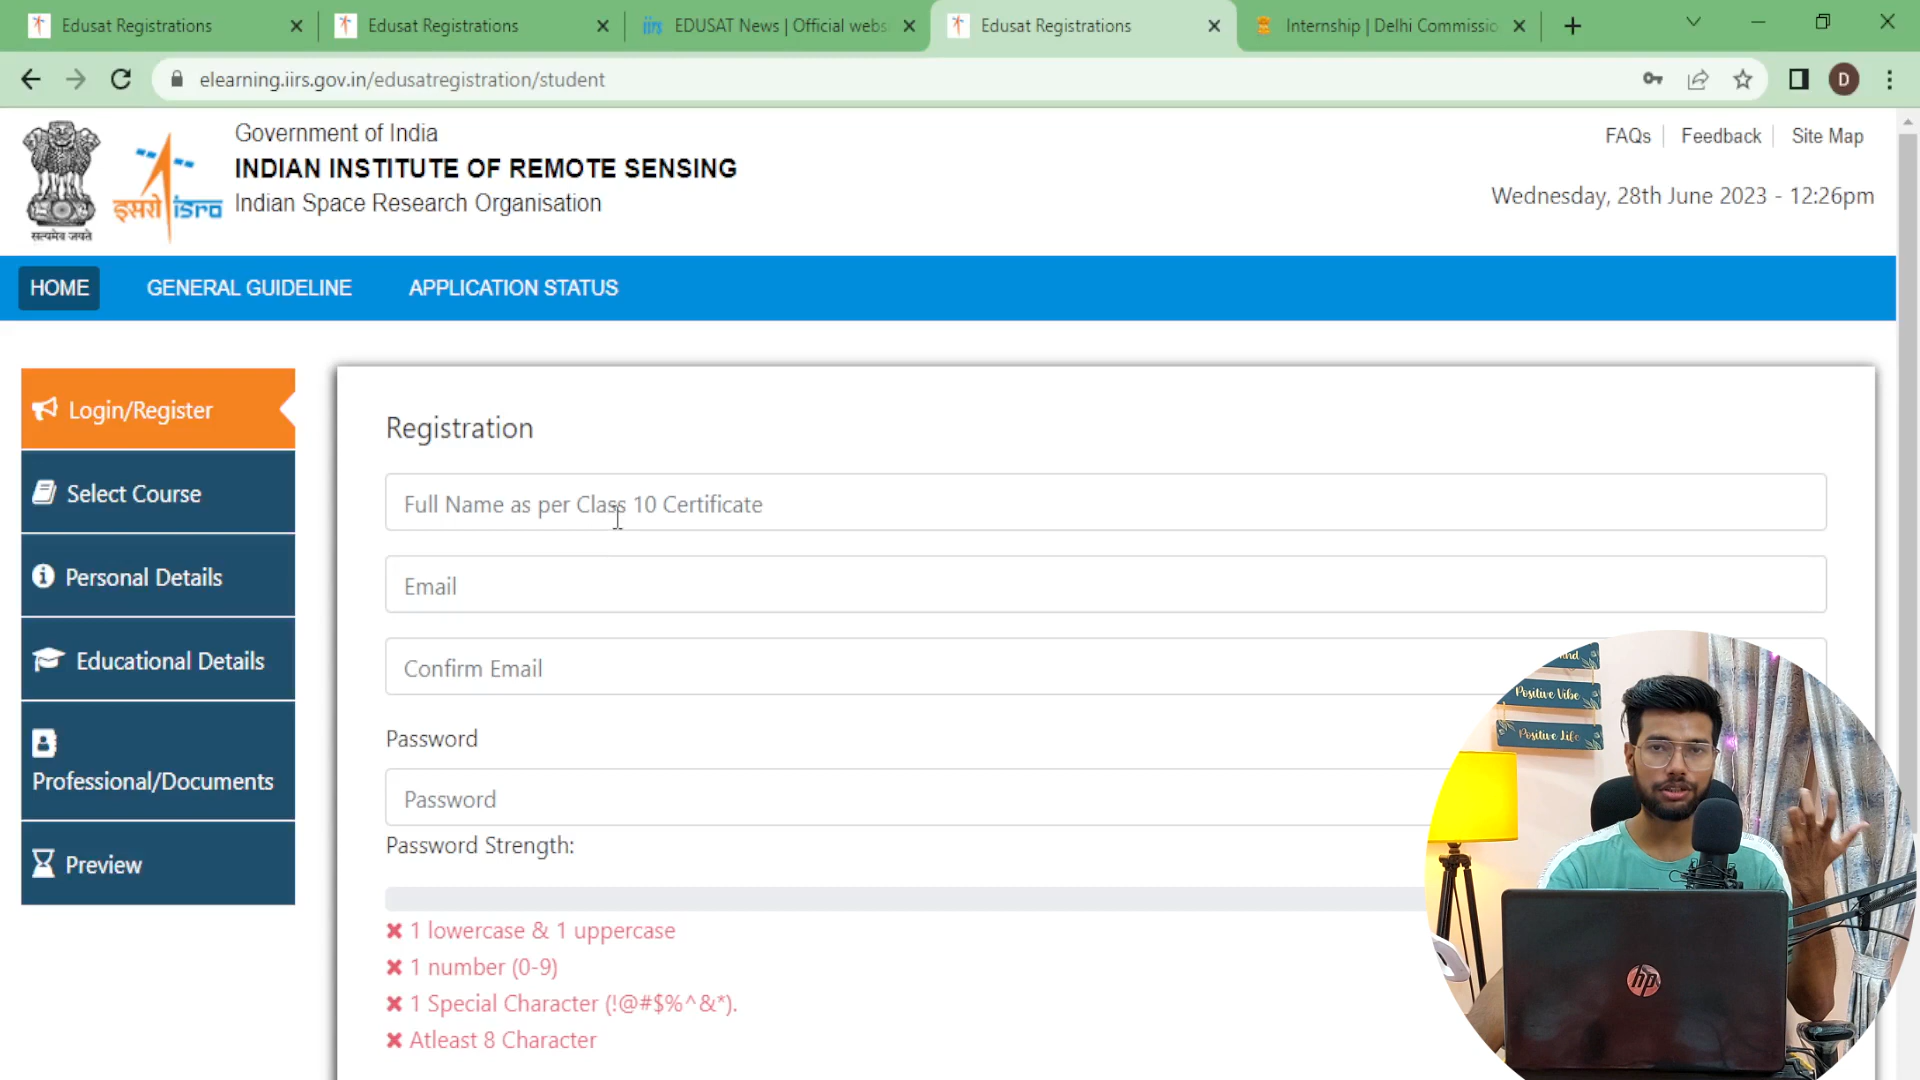 Edusat Registrations
Edusat Registrations
iirs EDUSAT News | Official webs
Edusat Registrations
Internship | Delhi Commissio
elearning.iirs.gov.in/edusatregistration/student
D
Government of India
INDIAN INSTITUTE OF REMOTE SENSING
Indian Space Research Organisation
सत्यमेव जयते
इसरो isro
FAQs
Feedback
Site Map
Wednesday, 28th June 2023 - 12:26pm
HOME
GENERAL GUIDELINE
APPLICATION STATUS
Login/Register
Select Course
Personal Details
Educational Details
Professional/Documents
Preview
Registration
Full Name as per Class 10 Certificate
Email
Confirm Email
Password
Password
Password Strength:
✖ 1 lowercase & 1 uppercase
✖ 1 number (0-9)
✖ 1 Special Character (!@#$%^&*).
✖ Atleast 8 Character
Positive Vibe
Positive Life
hp